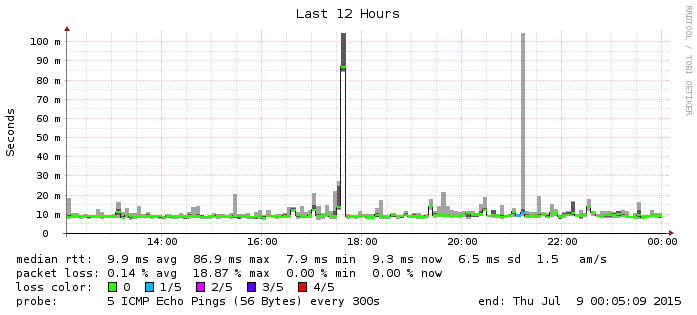 Last 12 Hours
RRDTOOL / TOBI OETIKER
Seconds
100 m
90 m
80 m
70 m
60 m
50 m
40 m
30 m
20 m
10 m
0
14:00 16:00 18:00 20:00 22:00 00:00
median rtt: 9.9 ms avg 86.9 ms max 7.9 ms min 9.3 ms now 6.5 ms sd 1.5 am/s
packet loss: 0.14 % avg 18.87 % max 0.00 % min 0.00 % now
loss color: 0 1/5 2/5 3/5 4/5
probe: 5 ICMP Echo Pings (56 Bytes) every 300s end: Thu Jul 9 00:05:09 2015